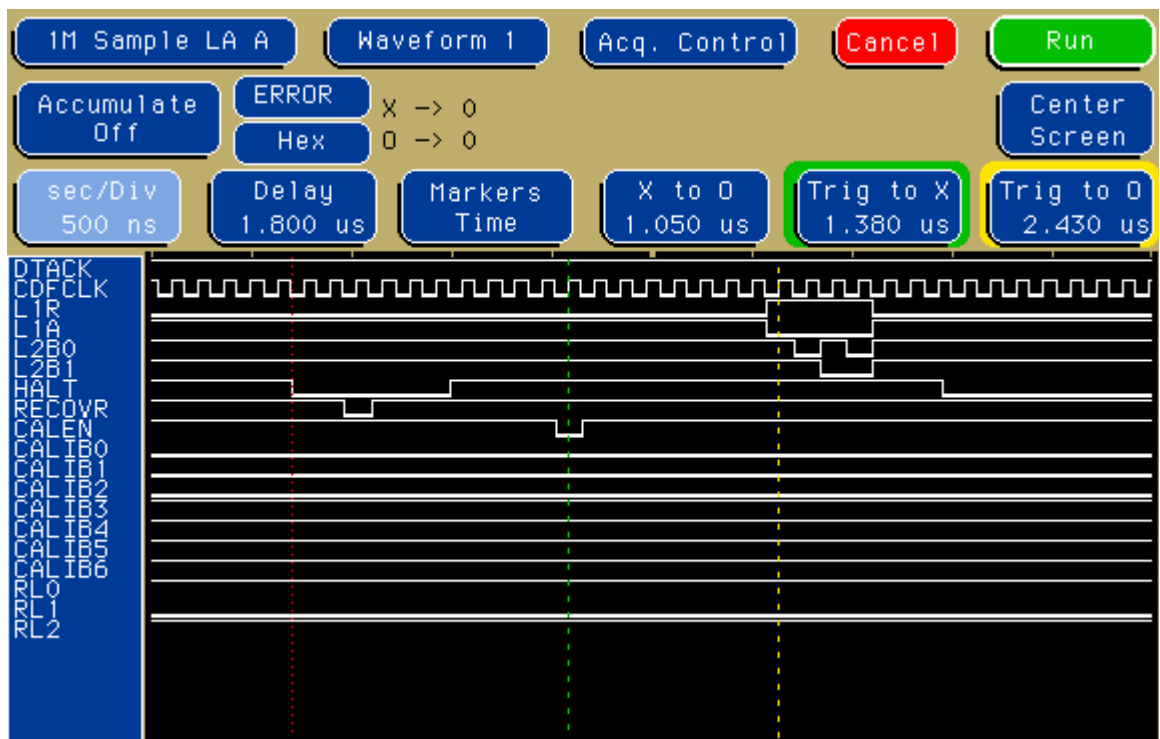 1M Sample LA A Waveform 1 Acq. Control Cancel Run
Accumulate Off ERROR X -> 0 Center Screen
Hex O -> 0
sec/Div Delay Markers X to O Trig to X Trig to O
500 ns 1.800 us Time 1.050 us 1.380 us 2.430 us
DTACK
CDFCLK
L1R
L1A
L2B0
L2B1
HALT
RECOVR
CALEN
CALIB0
CALIB1
CALIB2
CALIB3
CALIB4
CALIB5
CALIB6
RL0
RL1
RL2